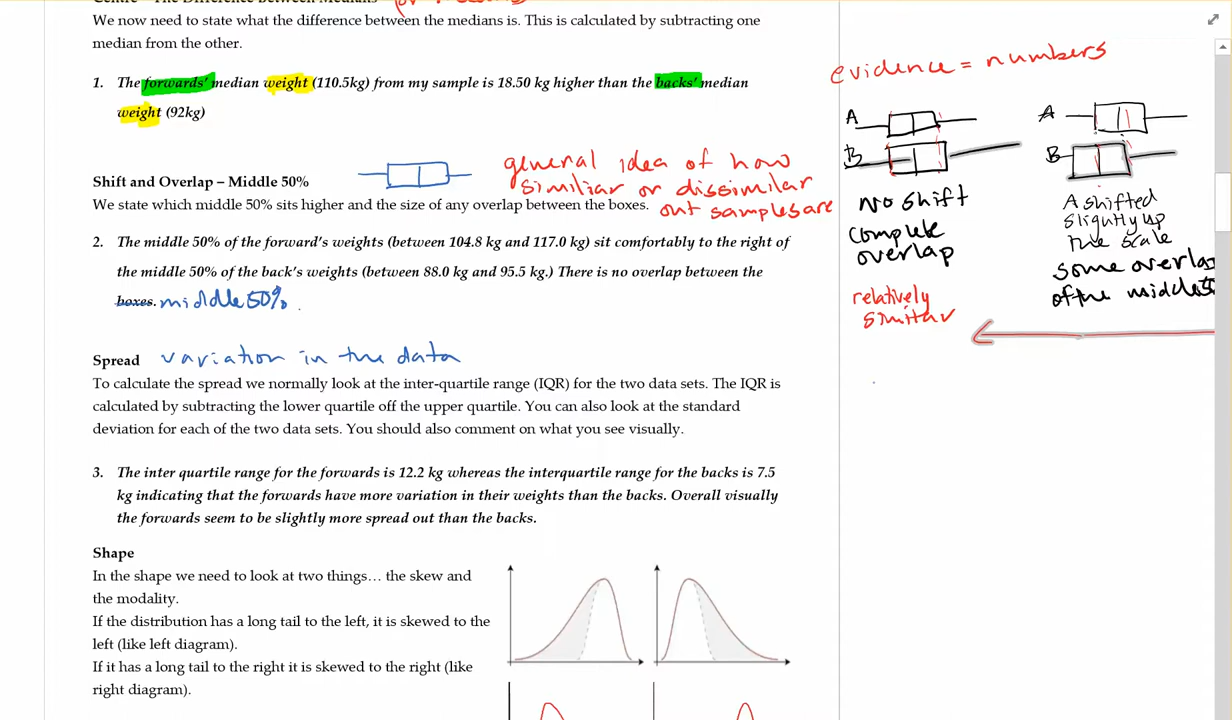 Centre – The Difference Between Medians
We now need to state what the difference between the medians is. This is calculated by subtracting one
median from the other.
1. The forwards' median weight (110.5kg) from my sample is 18.50 kg higher than the backs' median
weight (92kg)
Shift and Overlap – Middle 50%
general idea of how
similiar or dissimilar
out samples are
We state which middle 50% sits higher and the size of any overlap between the boxes.
2. The middle 50% of the forward's weights (between 104.8 kg and 117.0 kg) sit comfortably to the right of
the middle 50% of the back's weights (between 88.0 kg and 95.5 kg.) There is no overlap between the
boxes. middle 50%.
Spread variation in the data
To calculate the spread we normally look at the inter-quartile range (IQR) for the two data sets. The IQR is
calculated by subtracting the lower quartile off the upper quartile. You can also look at the standard
deviation for each of the two data sets. You should also comment on what you see visually.
3. The inter quartile range for the forwards is 12.2 kg whereas the interquartile range for the backs is 7.5
kg indicating that the forwards have more variation in their weights than the backs. Overall visually
the forwards seem to be slightly more spread out than the backs.
Shape
In the shape we need to look at two things… the skew and
the modality.
If the distribution has a long tail to the left, it is skewed to the
left (like left diagram).
If it has a long tail to the right it is skewed to the right (like
right diagram).
evidence = numbers
A
B
No shift
complete
overlap
relatively
similar
A
B
A shifted
slightly up
the scale
some overlap
of the middle